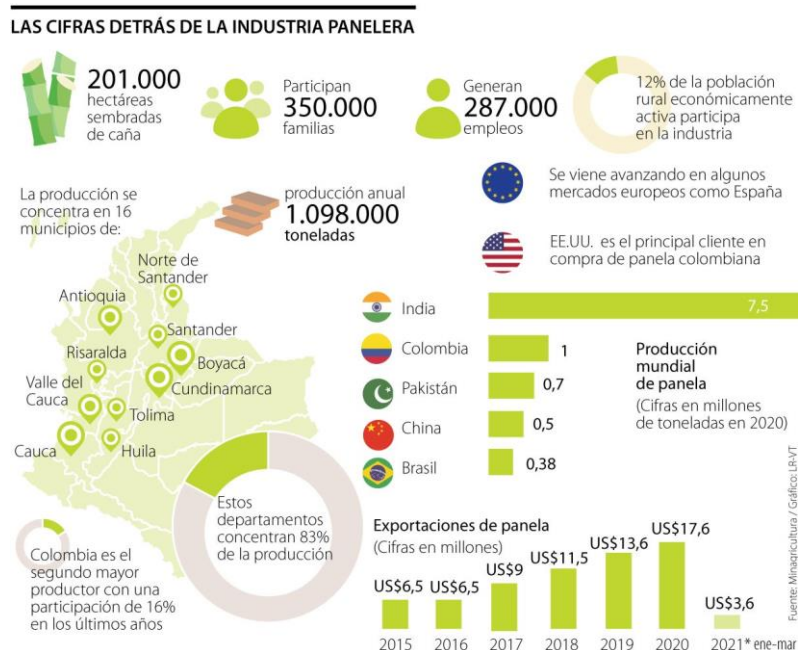 LAS CIFRAS DETRÁS DE LA INDUSTRIA PANELERA
201.000
hectáreas
sembradas
de caña
Participan
350.000
familias
Generan
287.000
empleos
12% de la población
rural económicamente
activa participa
en la industria
La producción se
concentra en 16
municipios de:
producción anual
1.098.000
toneladas
Se viene avanzando en algunos
mercados europeos como España
EE.UU. es el principal cliente en
compra de panela colombiana
Norte de
Santander
Antioquia
Santander
Risaralda
Boyacá
Valle del
Cauca
Cundinamarca
Tolima
Cauca
Huila
Estos
departamentos
concentran 83%
de la producción
Colombia es el
segundo mayor
productor con una
participación de 16%
en los últimos años
India
7,5
Colombia
1
Pakistán
0,7
China
0,5
Brasil
0,38
Producción
mundial
de panela
(Cifras en millones
de toneladas en 2020)
Exportaciones de panela
(Cifras en millones)
US$6,5
US$6,5
US$9
US$11,5
US$13,6
US$17,6
US$3,6
2015
2016
2017
2018
2019
2020
2021* ene-mar
Fuente: Minagricultura / Gráfico: LR-VT